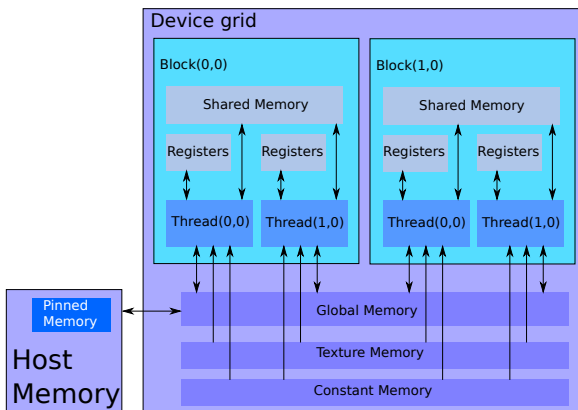 Device grid
Block(0,0)
Shared Memory
Registers
Registers
Thread(0,0)
Thread(1,0)
Block(1,0)
Shared Memory
Registers
Registers
Thread(0,0)
Thread(1,0)
Global Memory
Texture Memory
Constant Memory
Pinned
Memory
Host
Memory